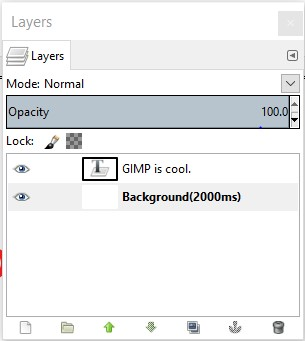 Layers
Layers
Mode: Normal
Opacity 100.0
Lock:
GIMP is cool.
Background(2000ms)